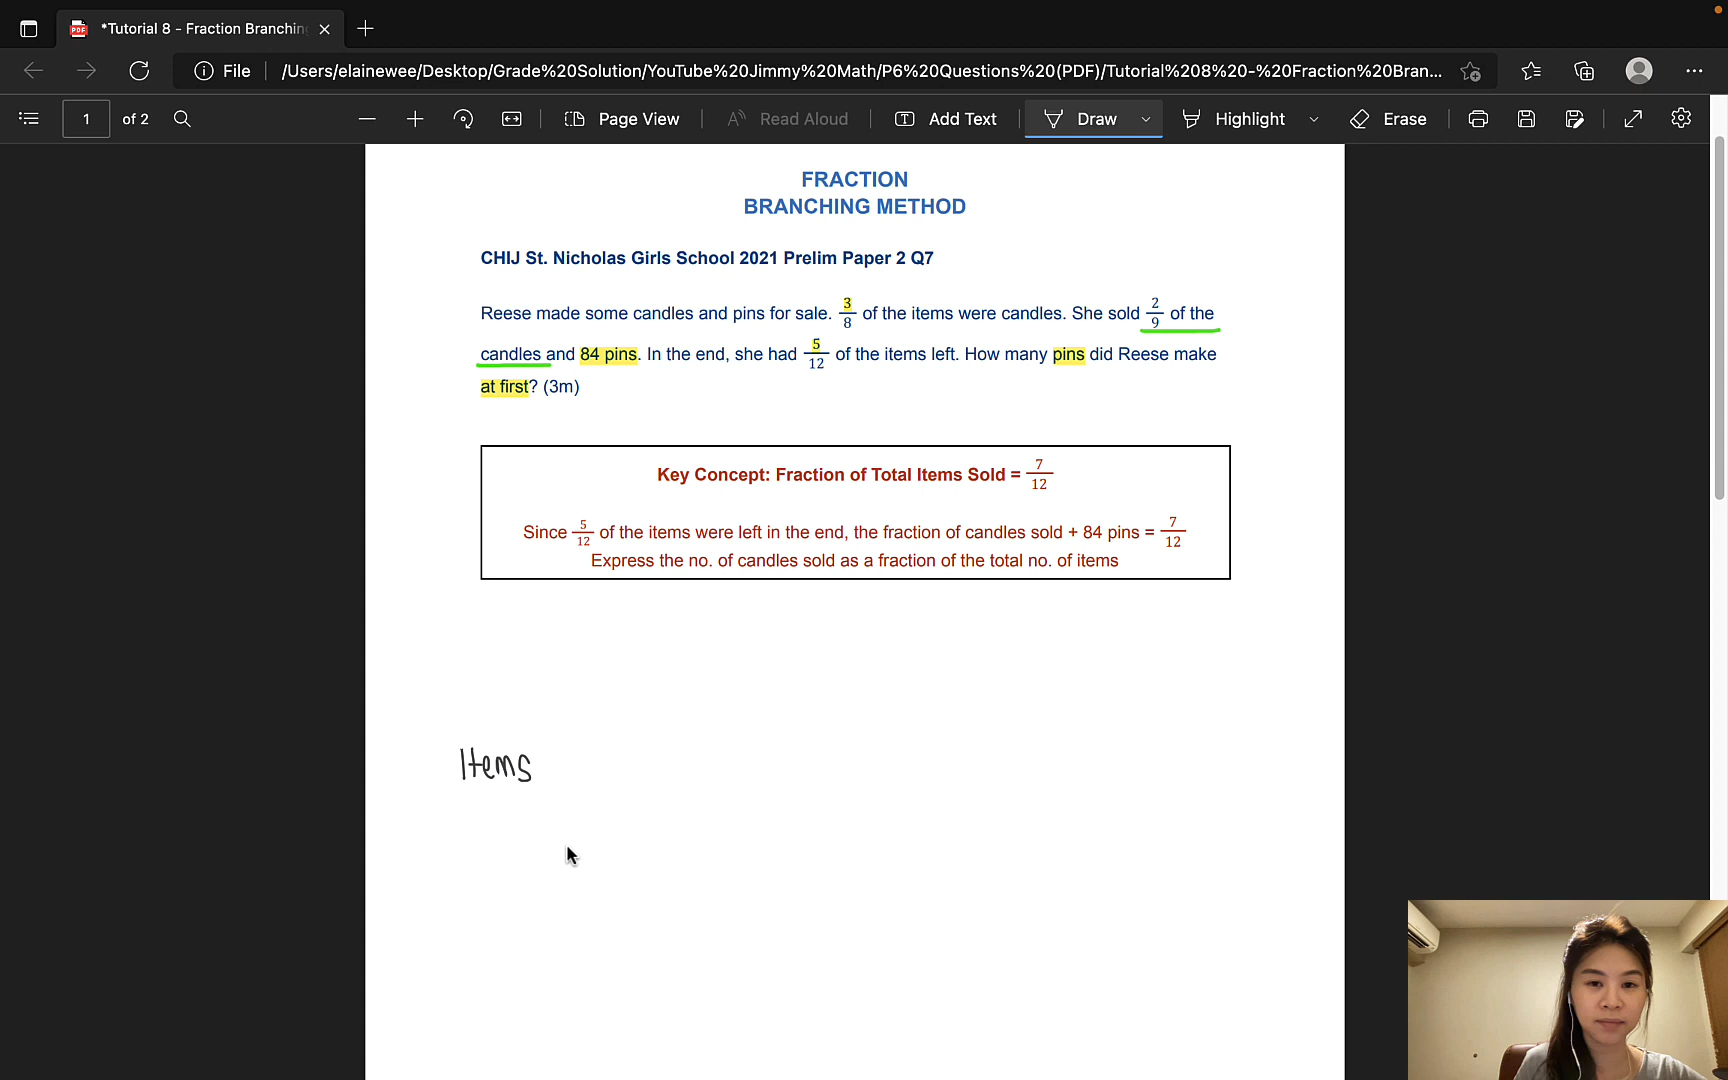 *Tutorial 8 - Fraction Branchin
File /Users/elainewee/Desktop/Grade%20Solution/YouTube%20Jimmy%20Math/P6%20Questions%20(PDF)/Tutorial%208%20-%20Fraction%20Bran...
1 of 2 Page View Read Aloud Add Text Draw Highlight Erase
FRACTION
BRANCHING METHOD
CHIJ St. Nicholas Girls School 2021 Prelim Paper 2 Q7
Reese made some candles and pins for sale. 3/8 of the items were candles. She sold 2/9 of the
candles and 84 pins. In the end, she had 5/12 of the items left. How many pins did Reese make
at first? (3m)
Key Concept: Fraction of Total Items Sold = 7/12
Since 5/12 of the items were left in the end, the fraction of candles sold + 84 pins = 7/12
Express the no. of candles sold as a fraction of the total no. of items
Items